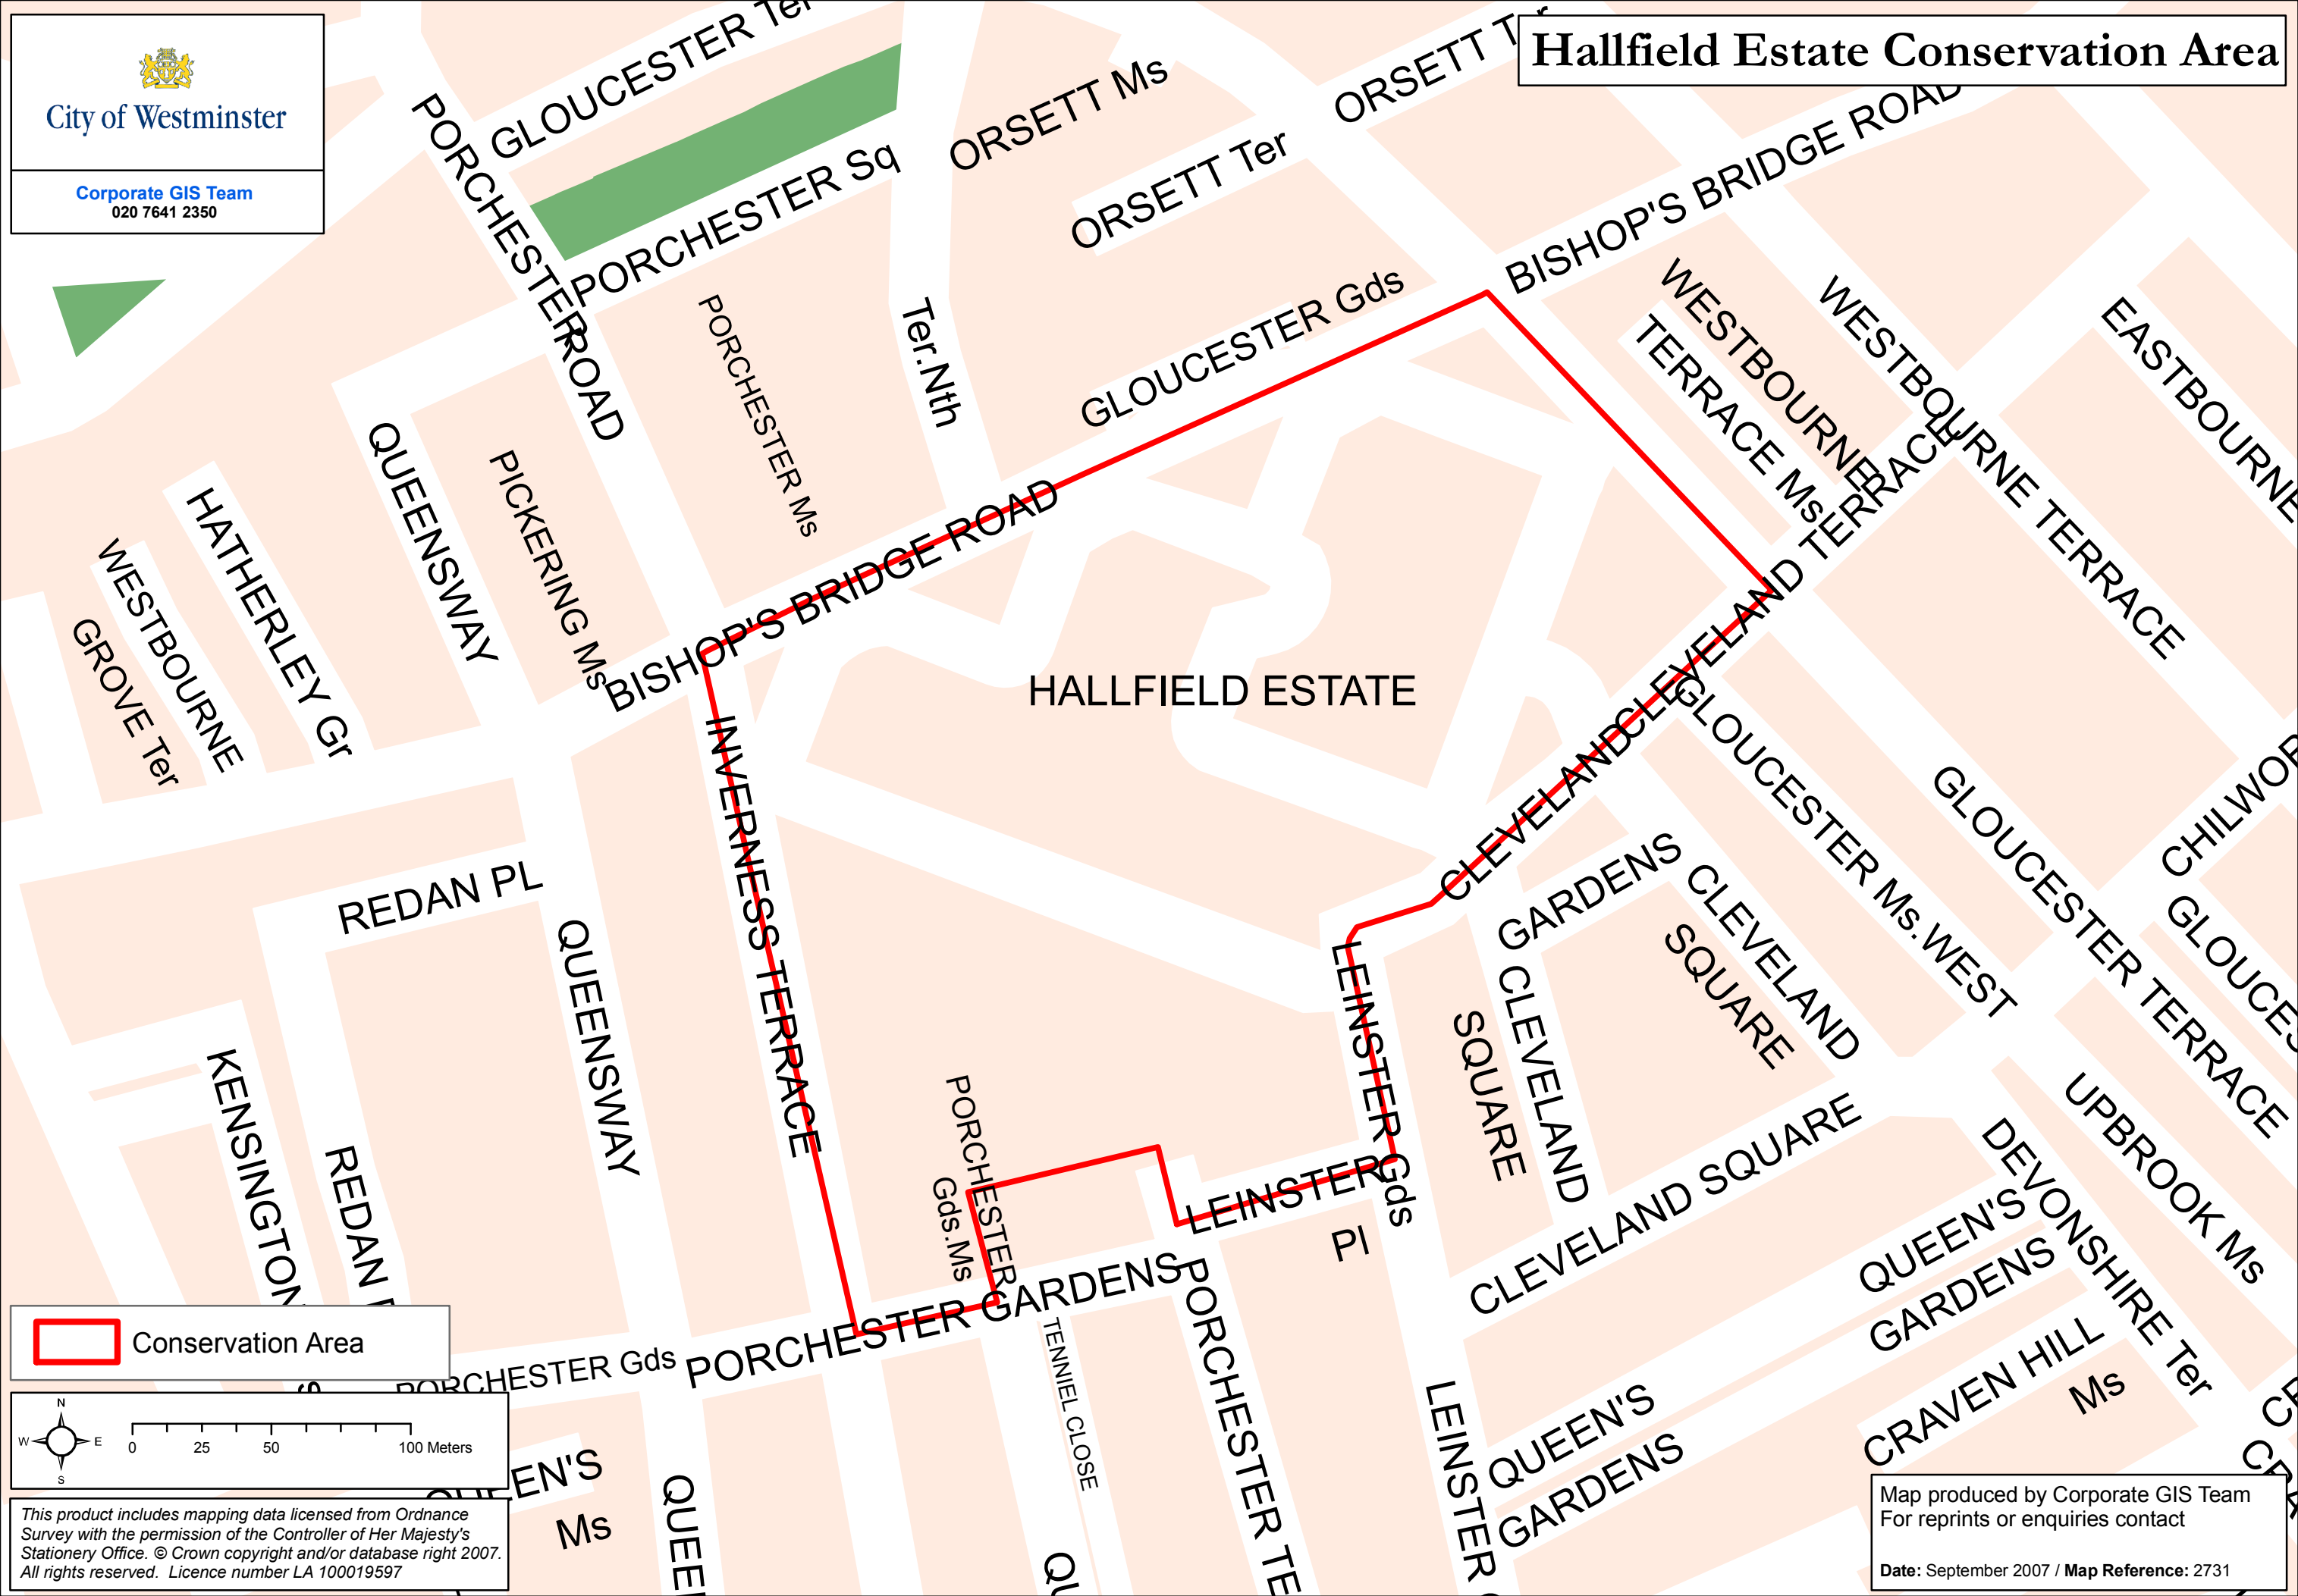 City of Westminster
Corporate GIS Team
020 7641 2350
Hallfield Estate Conservation Area
GLOUCESTER Ter
ORSETT Ms
ORSETT Ter
ORSETT Ter
PORCHESTER ROAD
PORCHESTER Sq
BISHOP'S BRIDGE ROAD
PORCHESTER Ms
Ter.Nth
GLOUCESTER Gds
WESTBOURNE
TERRACE Ms
WESTBOURNE TERRACE
EASTBOURNE
QUEENSWAY
PICKERING Ms
HATHERLEY Gr
WESTBOURNE
GROVE Ter
BISHOP'S BRIDGE ROAD
CLEVELAND TERRACE
HALLFIELD ESTATE
INVERNESS TERRACE
CLEVELAND
GLOUCESTER Ms.WEST
GLOUCESTER TERRACE
CHILWOR
GLOUCES
REDAN PL
QUEENSWAY
CLEVELAND
GARDENS
CLEVELAND
SQUARE
LEINSTER Gds
CLEVELAND
SQUARE
KENSINGTON
REDAN P
PORCHESTER
Gds.Ms
LEINSTER
Pl
CLEVELAND SQUARE
UPBROOK Ms
DEVONSHIRE Ter
QUEEN'S
GARDENS
CRAVEN HILL
Ms
PORCHESTER GARDENS
PORCHESTER Gds
TENNIEL CLOSE
PORCHESTER TE
LEINSTER
QUEEN'S
GARDENS
QUEEN'S
Ms
QUEE
QU
CRA
Conservation Area
N
W E
S
0 25 50 100 Meters
This product includes mapping data licensed from Ordnance
Survey with the permission of the Controller of Her Majesty's
Stationery Office. © Crown copyright and/or database right 2007.
All rights reserved. Licence number LA 100019597
Map produced by Corporate GIS Team
For reprints or enquiries contact
Date: September 2007 / Map Reference: 2731